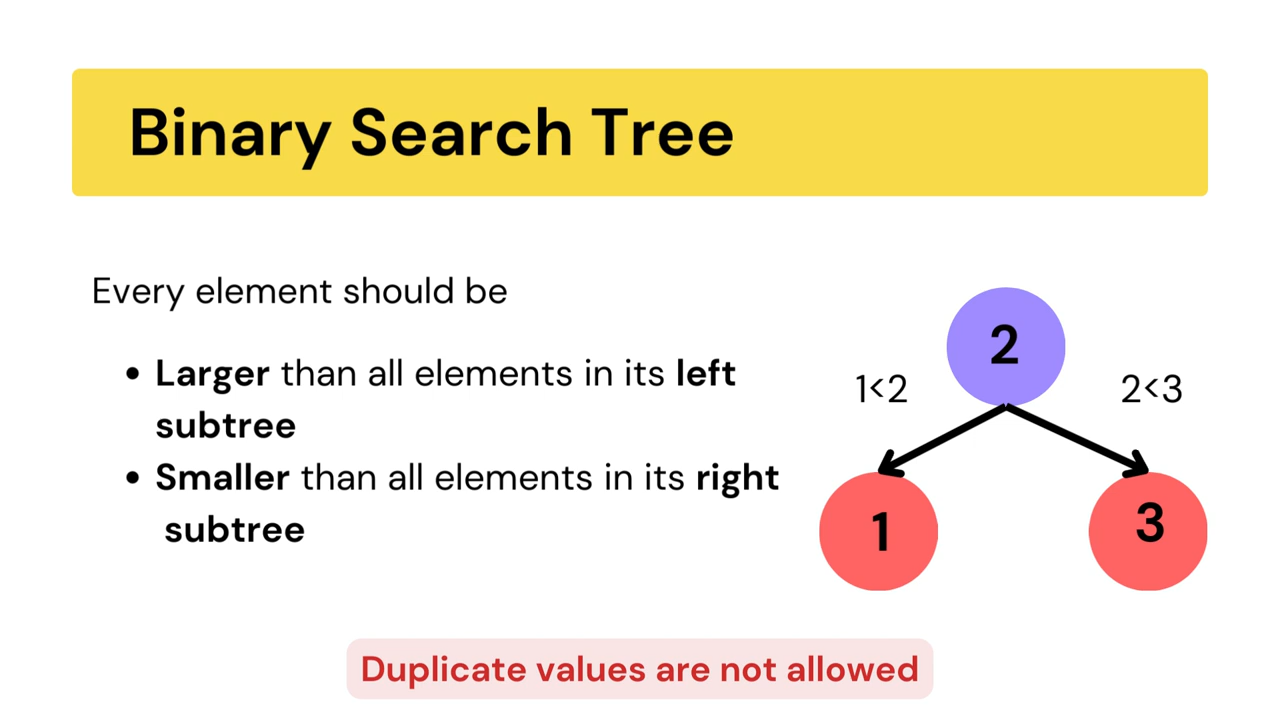 Binary Search Tree
Every element should be
• Larger than all elements in its left
subtree
• Smaller than all elements in its right
subtree
2
1<2
2<3
1
3
Duplicate values are not allowed